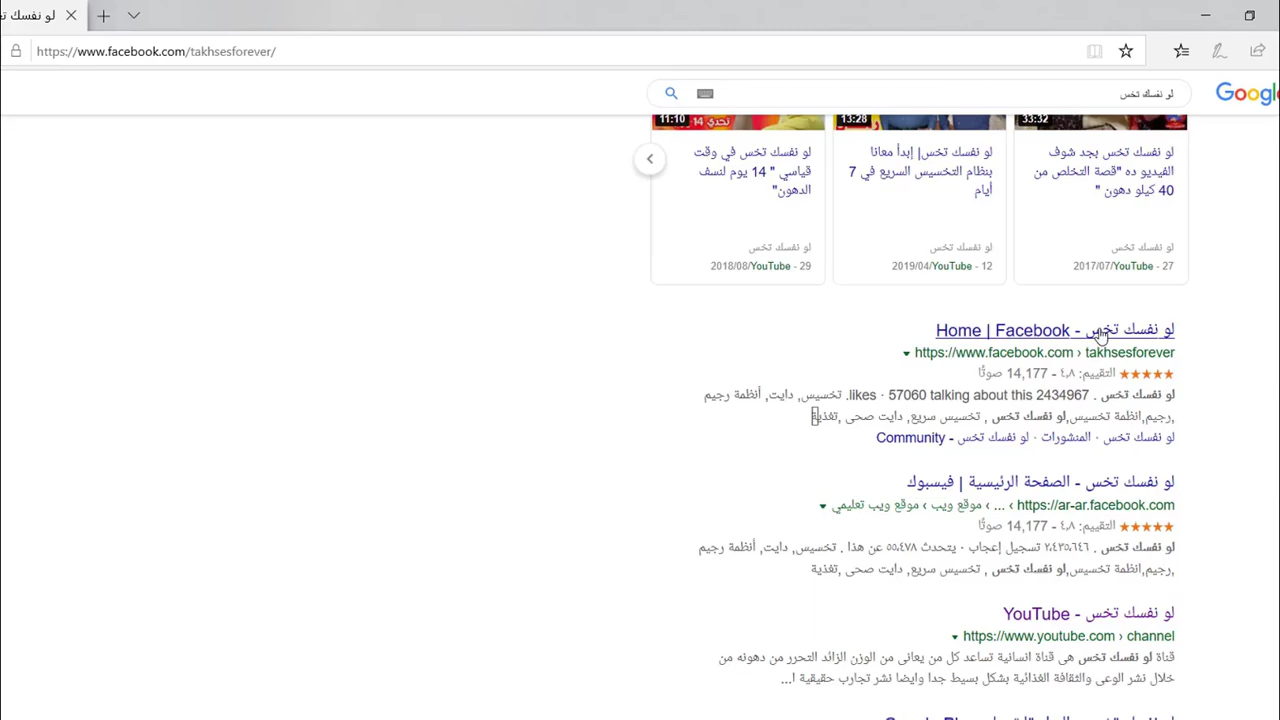 لو نفسك ت
https://www.facebook.com/takhsesforever/
Google
لو نفسك تخس
33:32
13:28
11:10
تحدي 14
لو نفسك تخس بجد شوف
الفيديو ده "قصة التخلص من
40 كيلو دهون "
لو نفسك تخس
27 - YouTube/2017/07
لو نفسك تخس| إبدأ معانا
بنظام التخسيس السريع في 7
أيام
لو نفسك تخس
12 - YouTube/2019/04
لو نفسك تخس في وقت
قياسي " 14 يوم لنسف
الدهون"
لو نفسك تخس
29 - YouTube/2018/08
لو نفسك تخس - Home | Facebook
https://www.facebook.com › takhsesforever
التقييم: ٤٫٨ - 14,177 صوتًا
لو نفسك تخس . 2434967 likes · 57060 talking about this. تخسيس, دايت, أنظمة رجيم
,رجيم,انظمة تخسيس,لو نفسك تخس , تخسيس سريع, دايت صحى ,تغذية
لو نفسك تخس · المنشورات · لو نفسك تخس - Community
لو نفسك تخس - الصفحة الرئيسية | فيسبوك
https://ar-ar.facebook.com › ... › موقع ويب › موقع ويب تعليمي
التقييم: ٤٫٨ - 14,177 صوتًا
لو نفسك تخس . ٢٬٤٣٥٬٦٤٦ تسجيل إعجاب · يتحدث ٥٥٬٤٧٨ عن هذا . تخسيس, دايت, أنظمة رجيم
,رجيم,انظمة تخسيس,لو نفسك تخس , تخسيس سريع, دايت صحى ,تغذية
لو نفسك تخس - YouTube
https://www.youtube.com › channel
قناة لو نفسك تخس هى قناة انسانية تساعد كل من يعانى من الوزن الزائد التحرر من دهونه من
خلال نشر الوعى والثقافة الغذائية بشكل بسيط جدا وايضا نشر تجارب حقيقية ا...